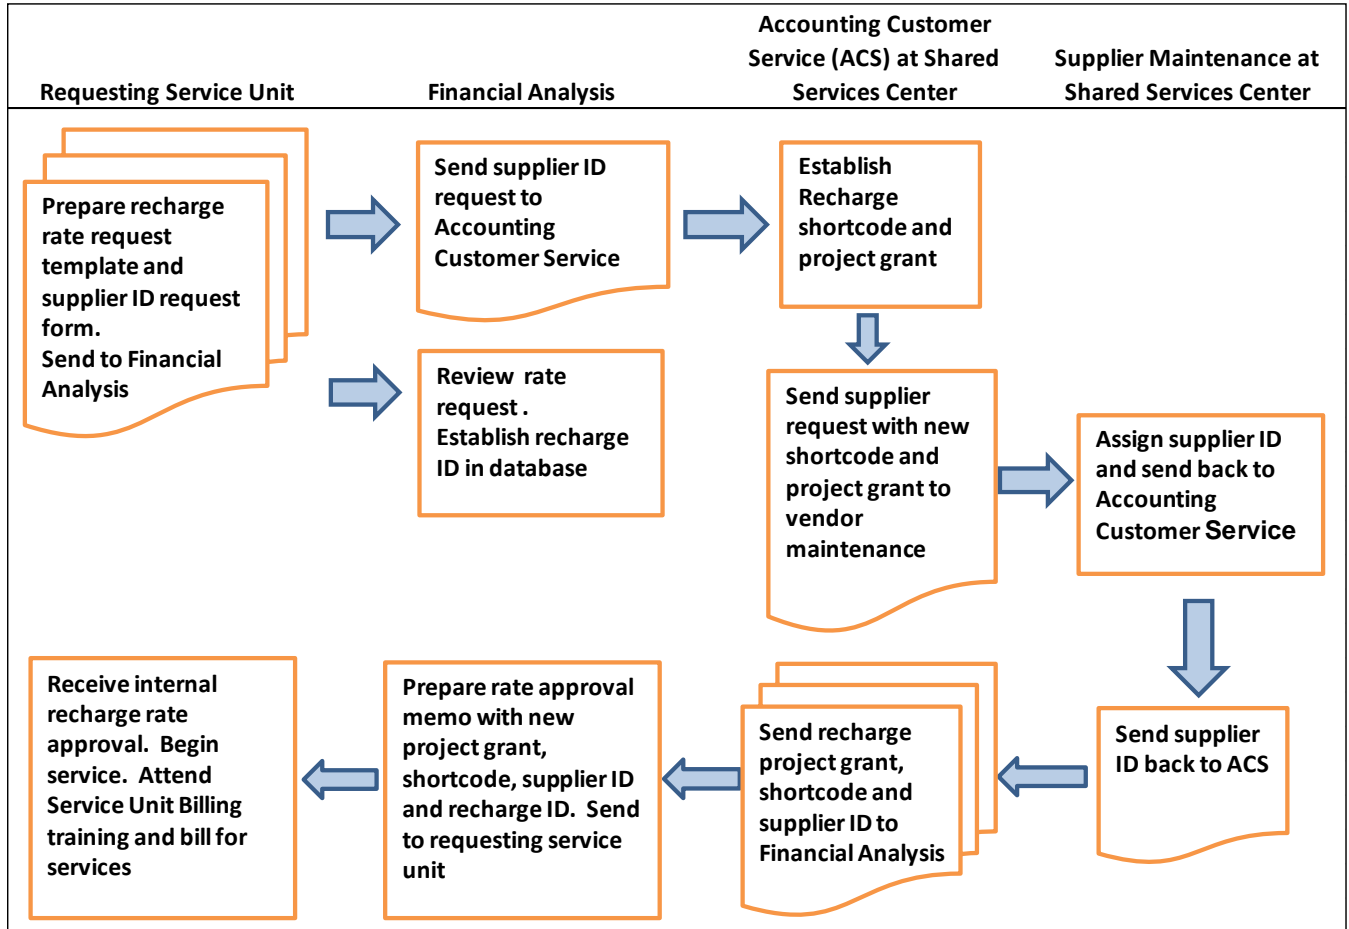 Requesting Service Unit
Financial Analysis
Accounting Customer
Service (ACS) at Shared
Services Center
Supplier Maintenance at
Shared Services Center
Prepare recharge
rate request
template and
supplier ID request
form.
Send to Financial
Analysis
Send supplier ID
request to
Accounting
Customer Service
Establish
Recharge
shortcode and
project grant
Review  rate
request .
Establish recharge
ID in database
Send supplier
request with new
shortcode and
project grant to
vendor
maintenance
Assign supplier ID
and send back to
Accounting
Customer Service
Receive internal
recharge rate
approval.  Begin
service.  Attend
Service Unit Billing
training and bill for
services
Prepare rate approval
memo with new
project grant,
shortcode, supplier ID
and recharge ID.  Send
to requesting service
unit
Send recharge
project grant,
shortcode and
supplier ID to
Financial Analysis
Send supplier
ID back to ACS